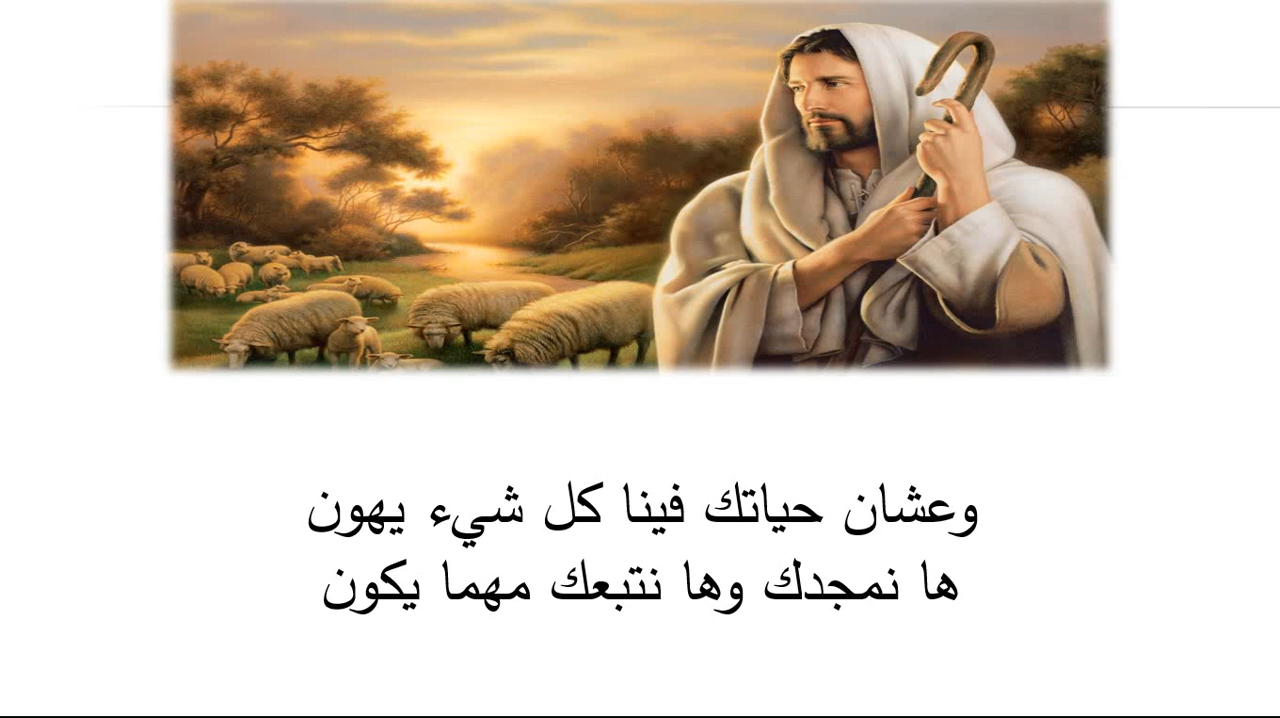 وعشان حياتك فينا كل شيء يهون
ها نمجدك وها نتبعك مهما يكون